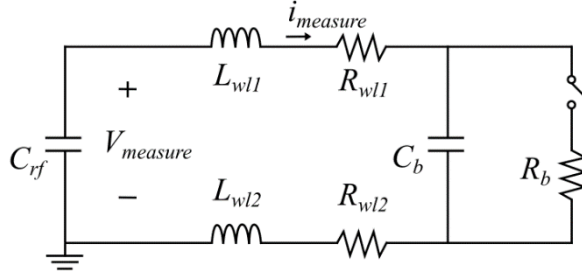 i_measure
L_wl1
R_wl1
+
C_rf
V_measure
C_b
R_b
−
L_wl2
R_wl2